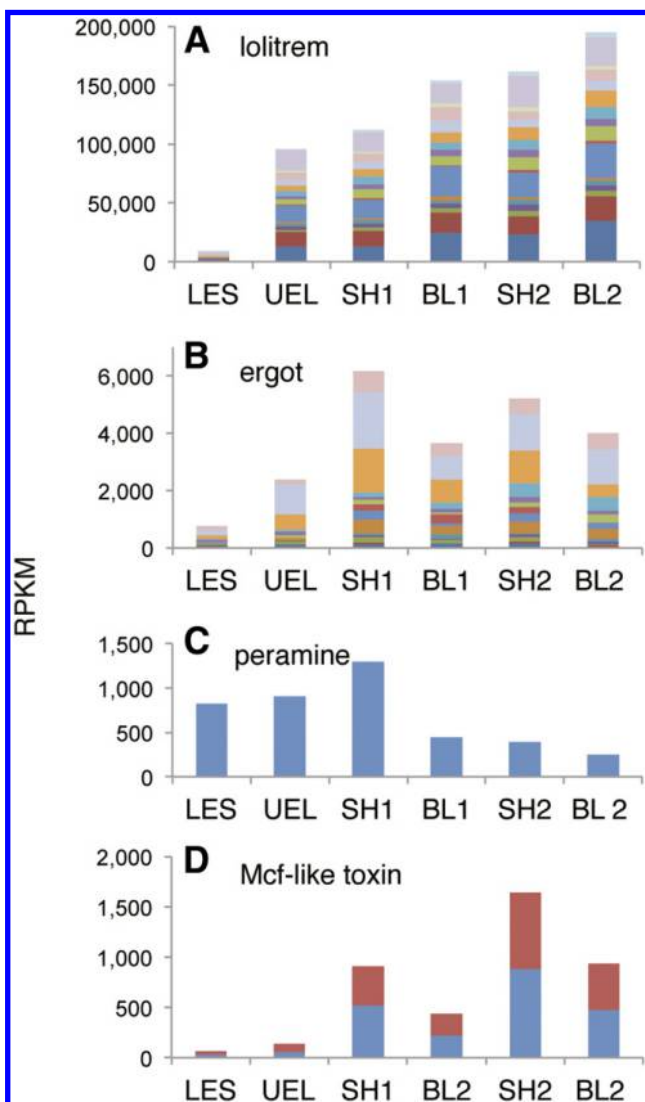 A lolitrem
200,000
150,000
100,000
50,000
0
LES UEL SH1 BL1 SH2 BL2
B ergot
6,000
4,000
2,000
0
LES UEL SH1 BL1 SH2 BL2
RPKM
C peramine
1,500
1,000
500
0
LES UEL SH1 BL1 SH2 BL 2
D Mcf-like toxin
2,000
1,500
1,000
500
0
LES UEL SH1 BL2 SH2 BL2